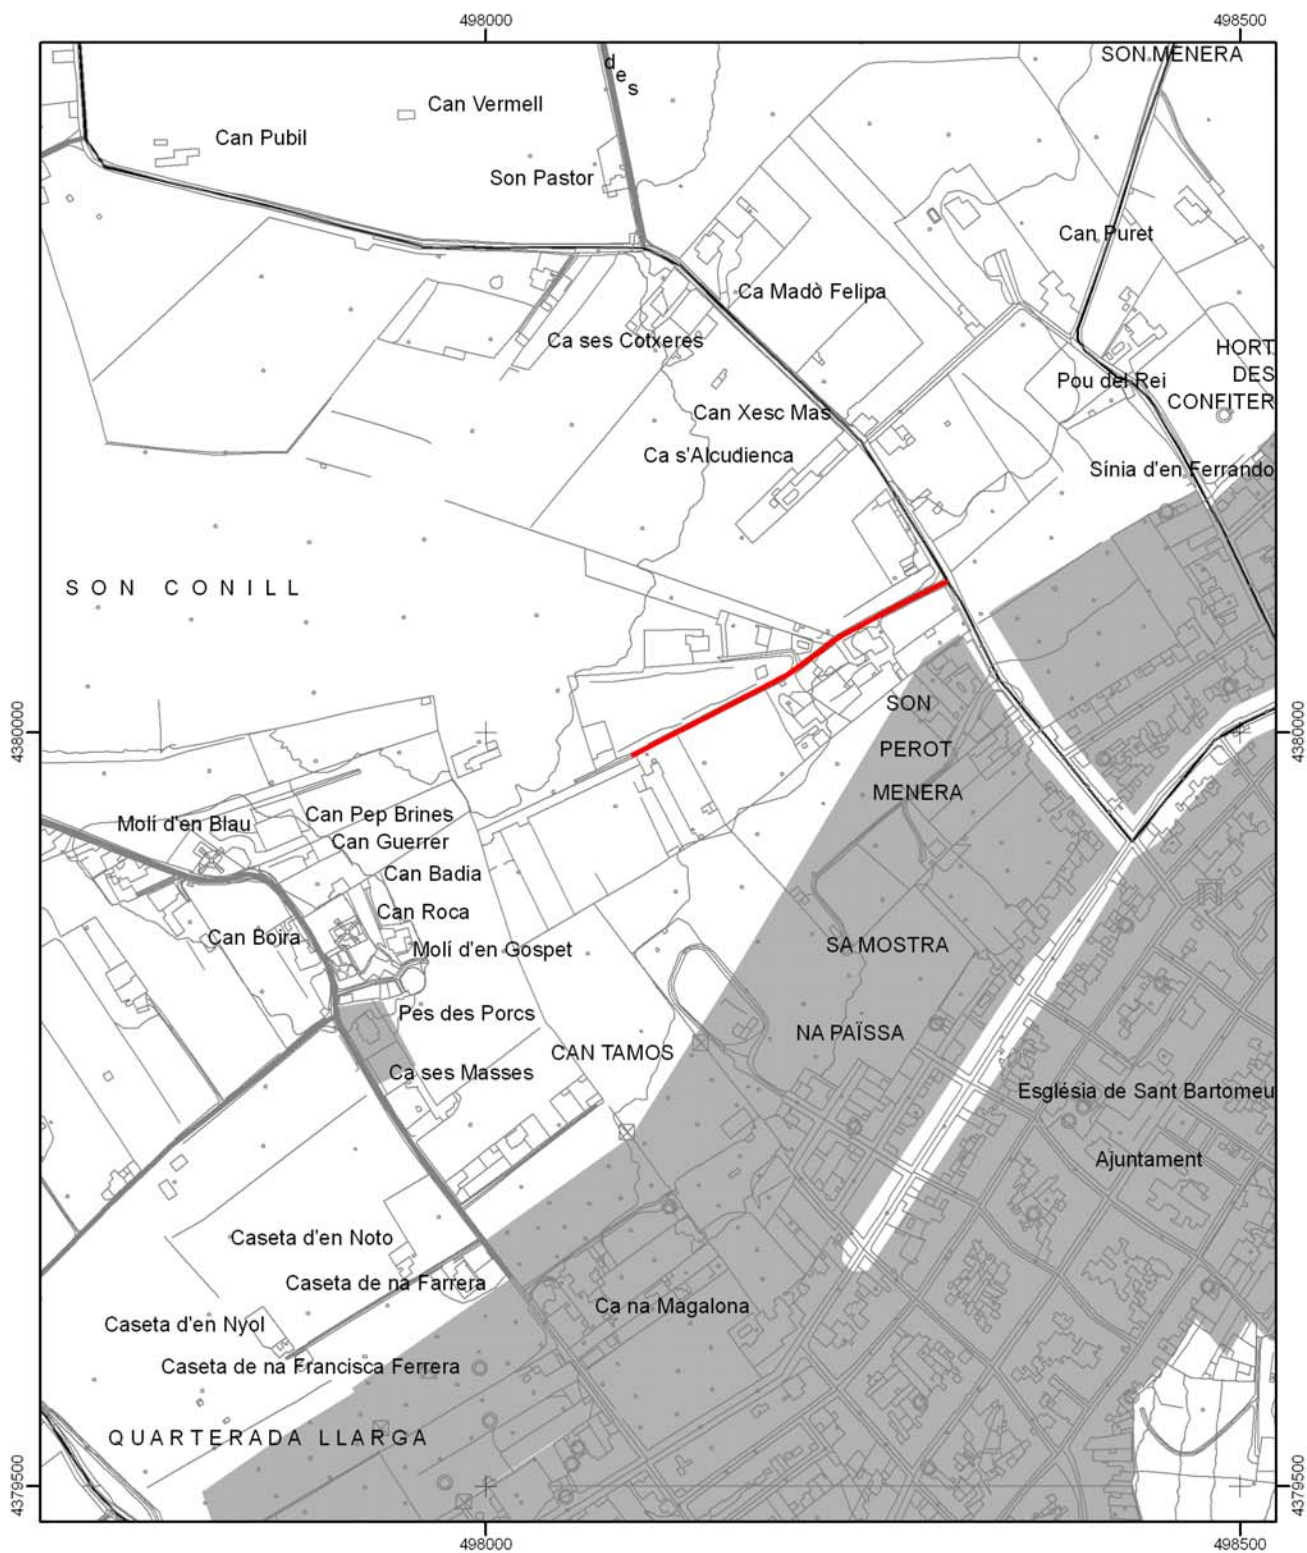 498000
498500
SON MENERA
d
e
s
Can Vermell
Can Pubil
Son Pastor
Can Puret
Ca Madò Felipa
Ca ses Cotxeres
HORT
DES
CONFITER
Pou del Rei
Can Xesc Mas
Ca s'Alcudienca
Sínia d'en Ferrando
SON CONILL
SON
PEROT
MENERA
4380000
4380000
Can Pep Brines
Molí d'en Blau
Can Guerrer
Can Badia
Can Roca
Can Boira
Molí d'en Gospet
SA MOSTRA
Pes des Porcs
NA PAÏSSA
CAN TAMOS
Ca ses Masses
Església de Sant Bartomeu
Ajuntament
Caseta d'en Noto
Caseta de na Farrera
Ca na Magalona
Caseta d'en Nyol
Caseta de na Francisca Ferrera
QUARTERADA LLARGA
4379500
4379500
498000
498500